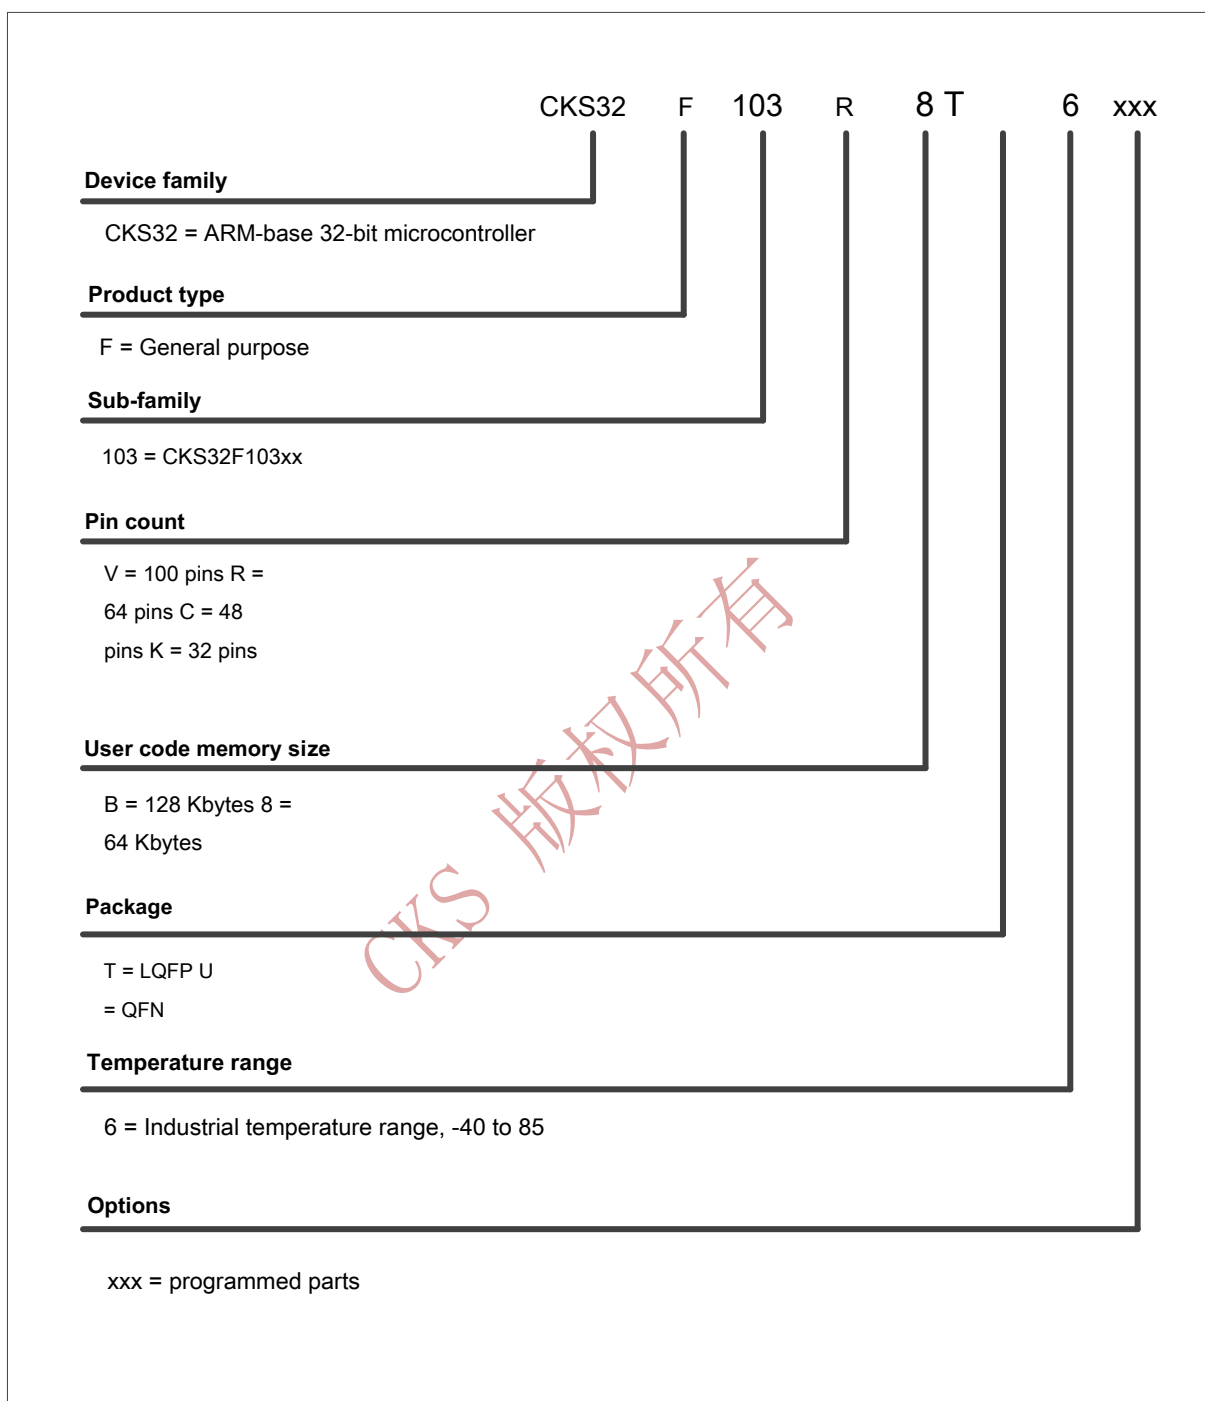 CKS32 F 103 R 8 T 6 xxx
Device family
CKS32 = ARM-base 32-bit microcontroller
Product type
F = General purpose
Sub-family
103 = CKS32F103xx
Pin count
V = 100 pins R =
64 pins C = 48
pins K = 32 pins
User code memory size
B = 128 Kbytes 8 =
64 Kbytes
Package
T = LQFP U
= QFN
Temperature range
6 = Industrial temperature range, -40 to 85
Options
xxx = programmed parts
CKS 版权所有